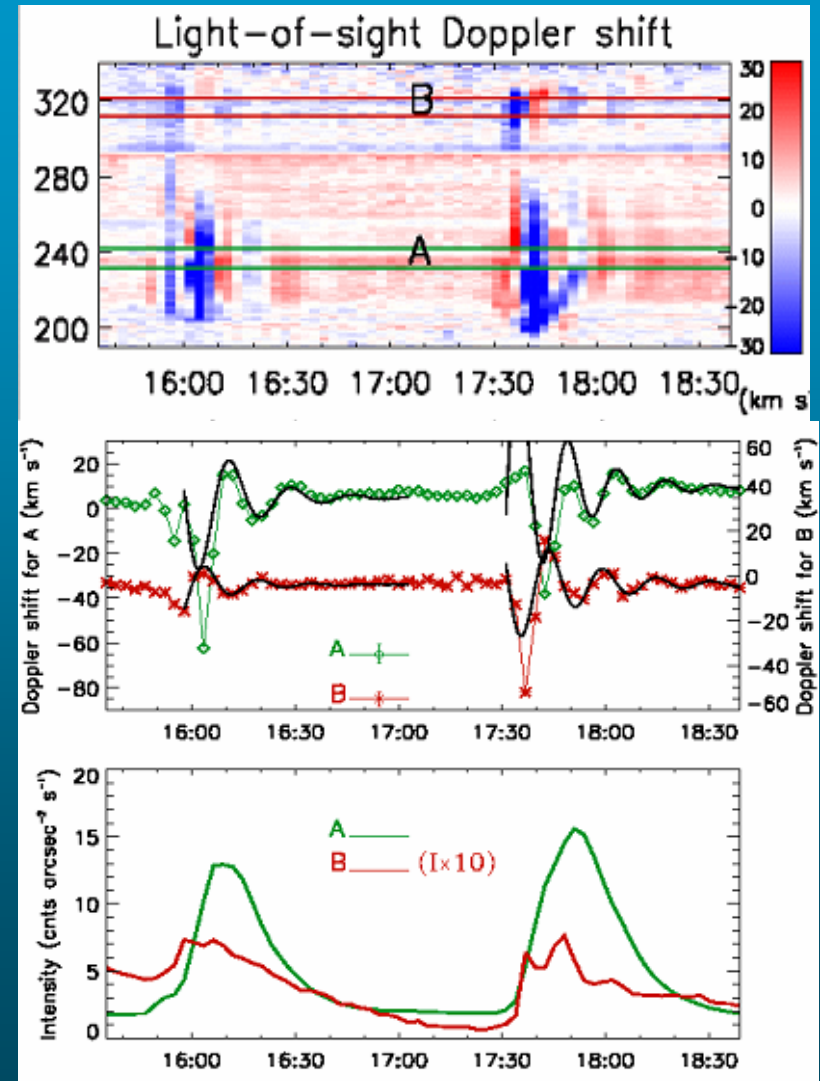 Light-of-sight Doppler shift
320
280
240
200
B
A
30
20
10
0
-10
-20
-30
16:00 16:30 17:00 17:30 18:00 18:30
(km s
Doppler shift for A (km s⁻¹)
20
0
-20
-40
-60
-80
A
B
60
40
20
0
-20
-40
-60
Doppler shift for B (km s⁻¹)
16:00 16:30 17:00 17:30 18:00 18:30
Intensity (cnts arcsec⁻² s⁻¹)
20
15
10
5
0
A
B (I×10)
16:00 16:30 17:00 17:30 18:00 18:30